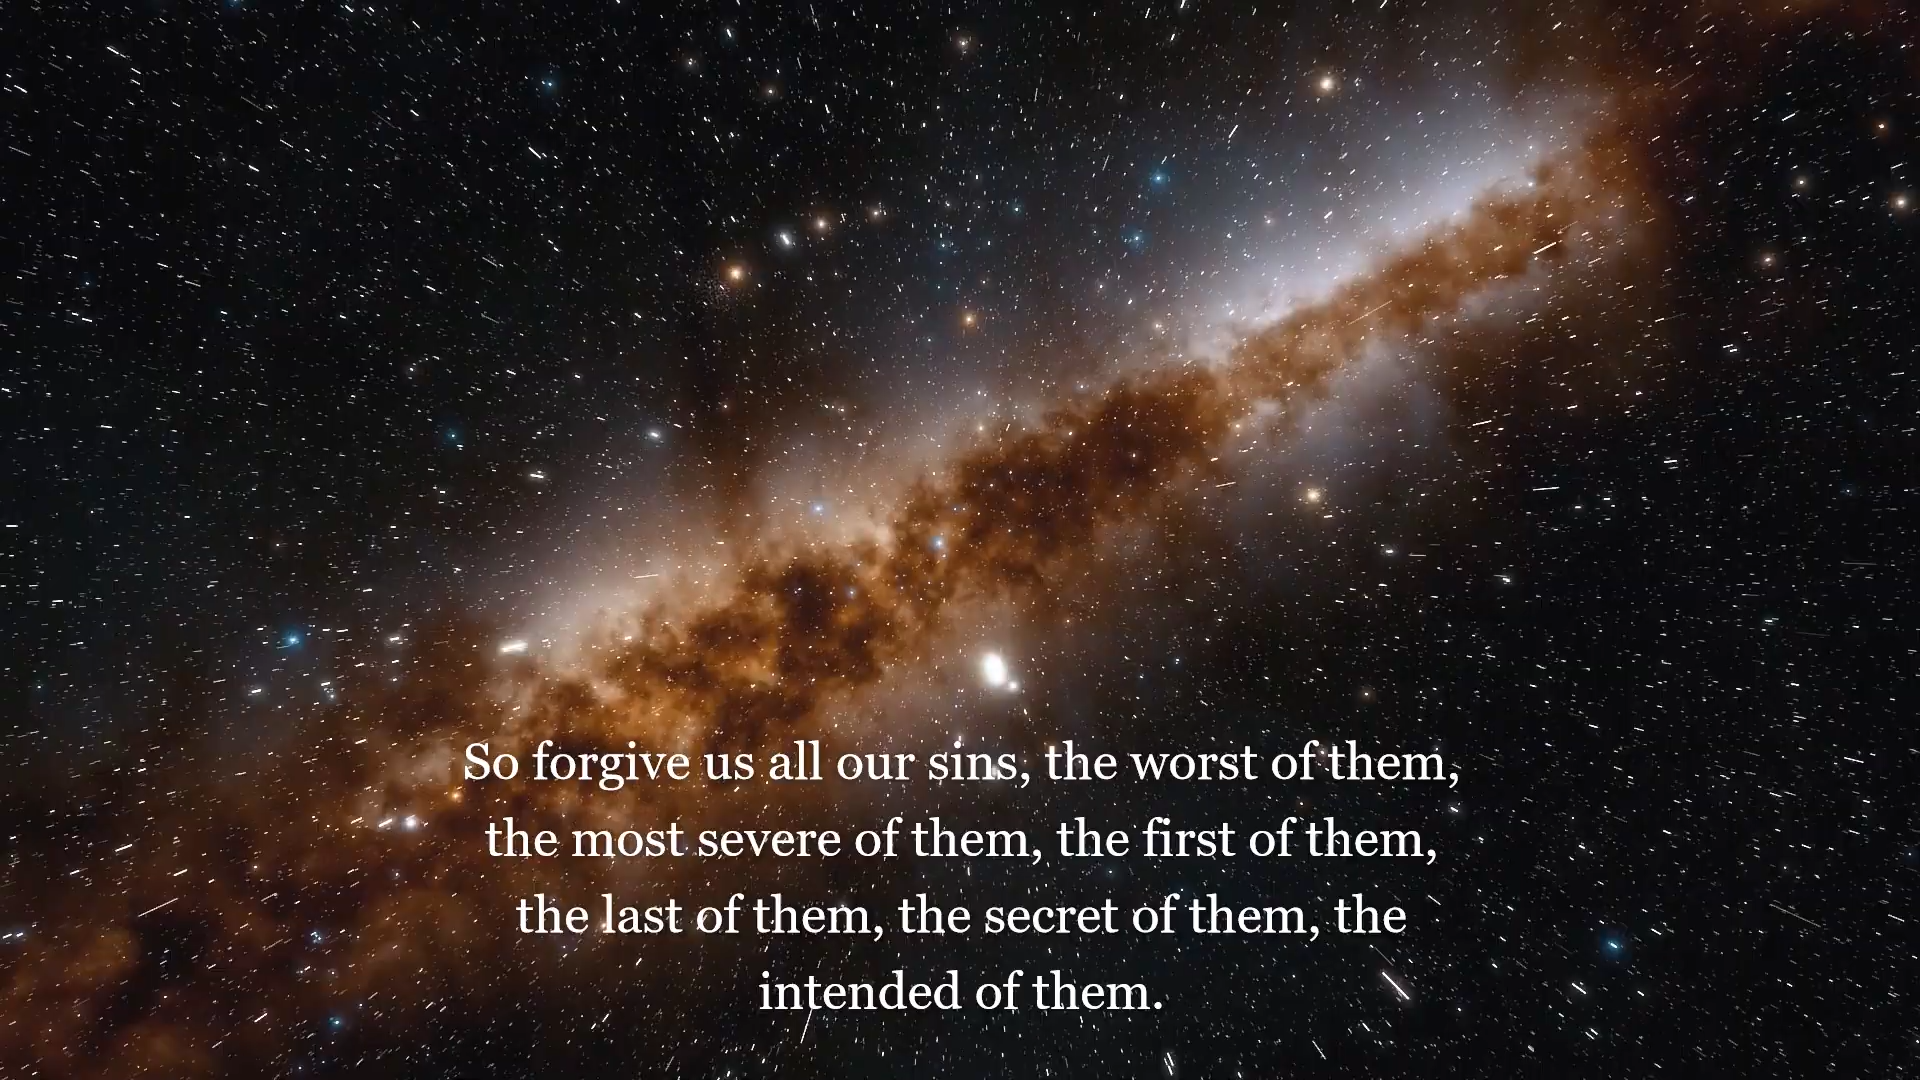 So forgive us all our sins, the worst of them,
the most severe of them, the first of them,
the last of them, the secret of them, the
intended of them.